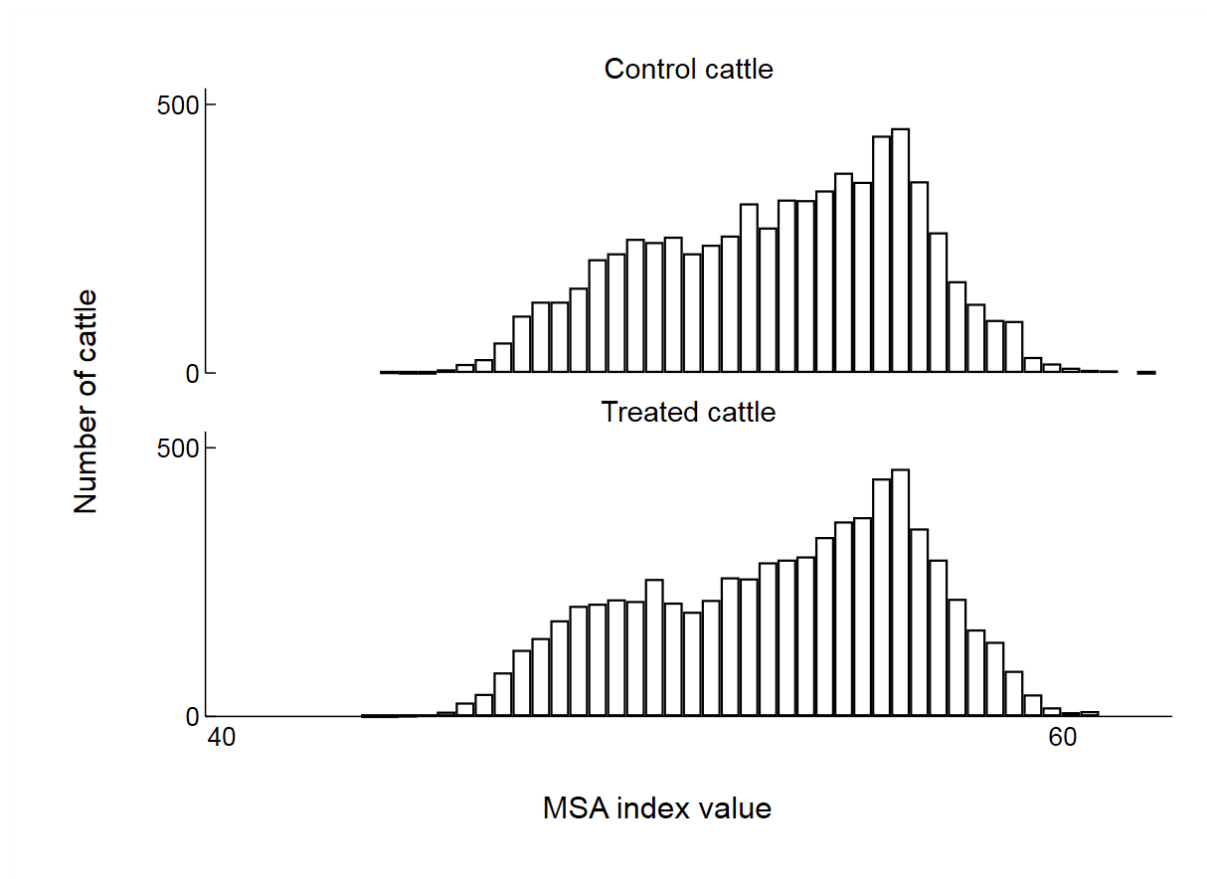 Control cattle
500
0
Number of cattle
Treated cattle
500
0
40 60
MSA index value